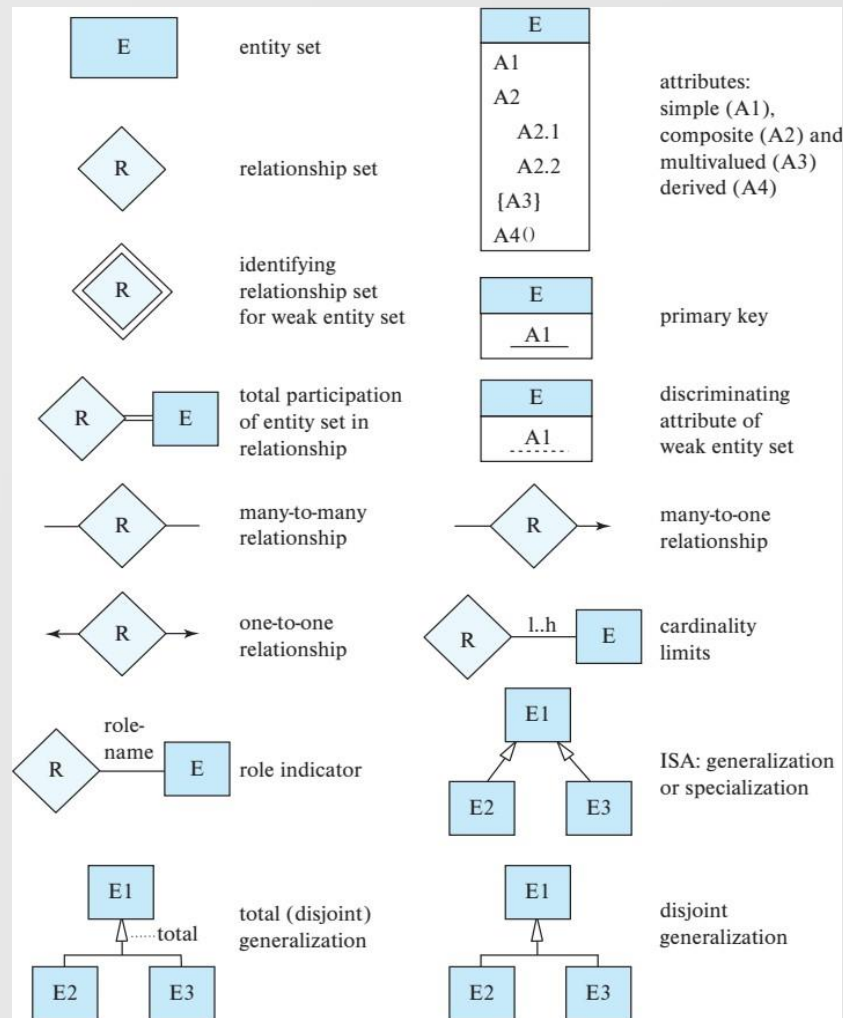 E
entity set
E
A1
A2
A2.1
A2.2
{A3}
A4()
attributes:
simple (A1),
composite (A2) and
multivalued (A3)
derived (A4)
R
relationship set
R
identifying
relationship set
for weak entity set
E
A1
primary key
R
E
total participation
of entity set in
relationship
E
A1
discriminating
attribute of
weak entity set
R
many-to-many
relationship
R
many-to-one
relationship
R
one-to-one
relationship
R
l..h
E
cardinality
limits
R
role-
name
E
role indicator
E1
E2
E3
ISA: generalization
or specialization
E1
total
E2
E3
total (disjoint)
generalization
E1
E2
E3
disjoint
generalization